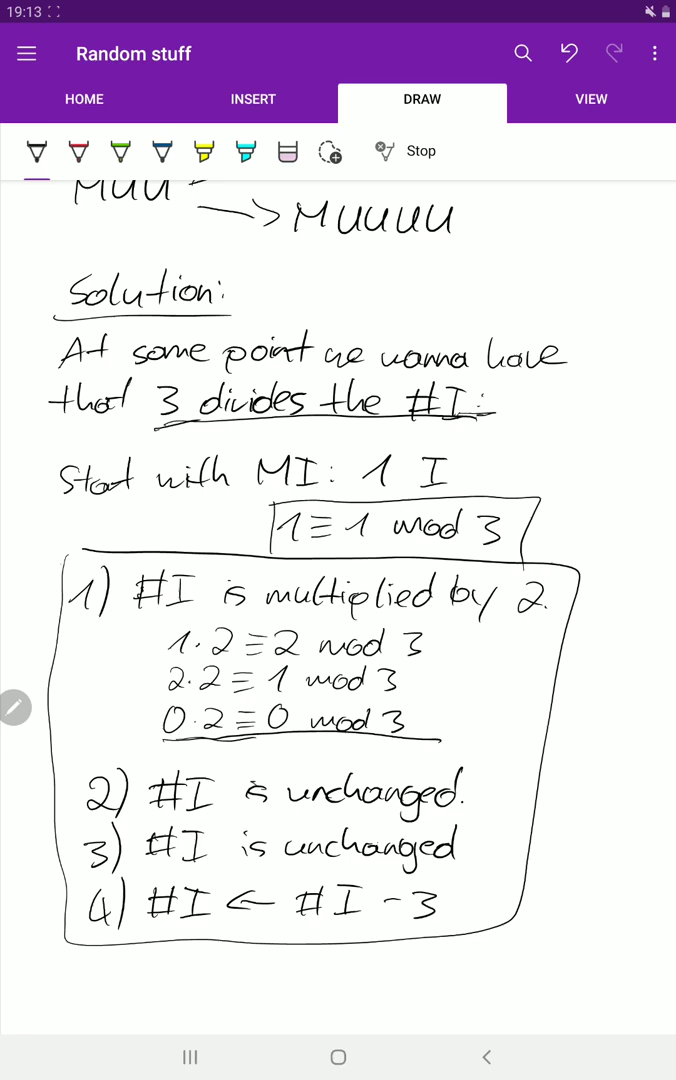 19:13
Random stuff
HOME INSERT DRAW VIEW
Stop
MUU
→ MUUUU
Solution:
At some point we wanna have
that 3 divides the #I:
Start with MI: 1 I
1 ≡ 1 mod 3
1) #I is multiplied by 2.
1·2 ≡ 2 mod 3
2·2 ≡ 1 mod 3
0·2 ≡ 0 mod 3
2) #I is unchanged.
3) #I is unchanged
4) #I ← #I - 3